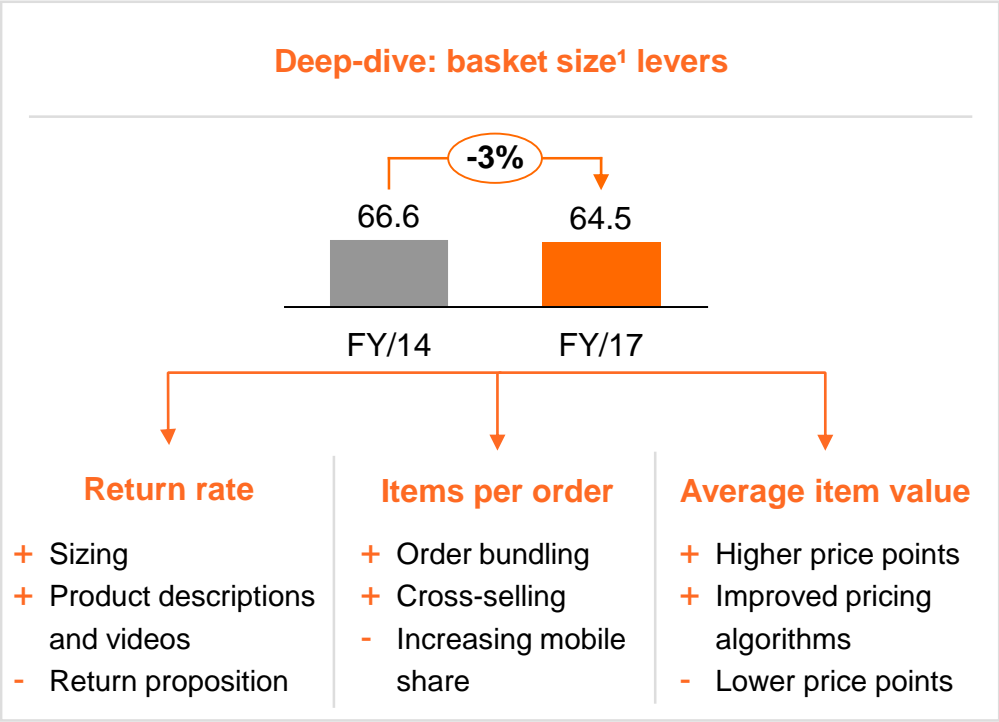 Deep-dive: basket size¹ levers
-3%
66.6
64.5
FY/14
FY/17
Return rate
+ Sizing
+ Product descriptions
and videos
- Return proposition
Items per order
+ Order bundling
+ Cross-selling
- Increasing mobile
share
Average item value
+ Higher price points
+ Improved pricing
algorithms
- Lower price points